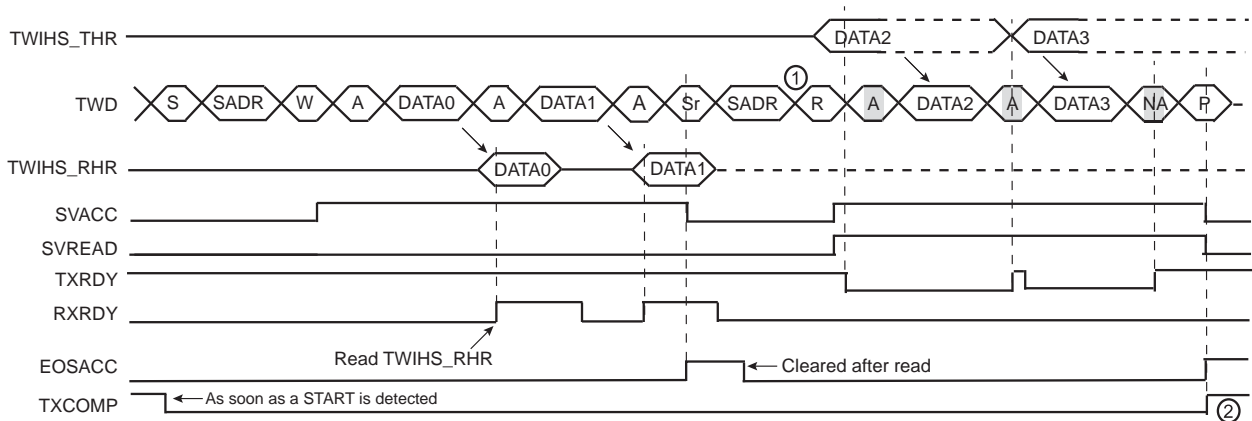 TWIHS_THR DATA2 DATA3
①
TWD S SADR W A DATA0 A DATA1 A Sr SADR R A DATA2 A DATA3 NA P
TWIHS_RHR DATA0 DATA1
SVACC
SVREAD
TXRDY
RXRDY
Read TWIHS_RHR
EOSACC Cleared after read
TXCOMP As soon as a START is detected ②